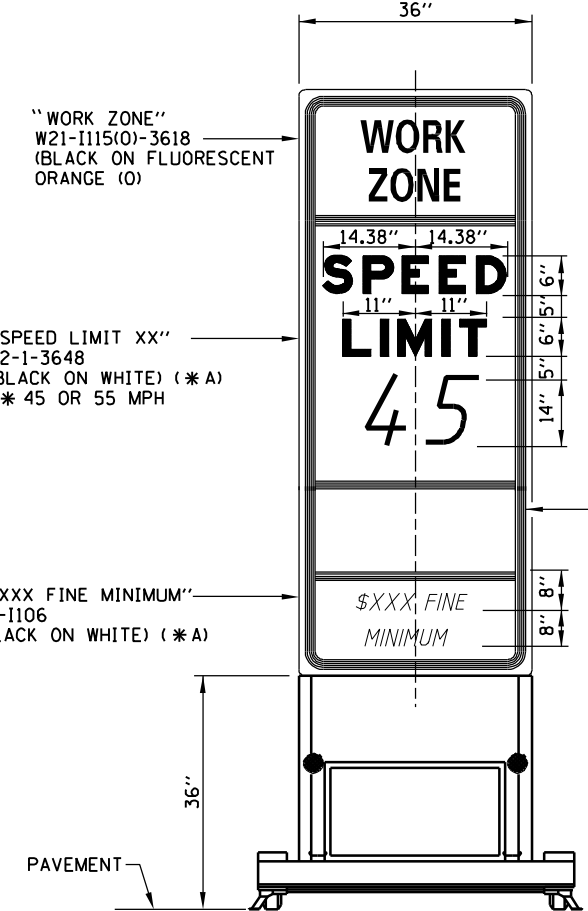 36''
"WORK ZONE"
W21-I115(O)-3618
(BLACK ON FLUORESCENT
ORANGE (O)
WORK
ZONE
14.38'' 14.38''
SPEED
6''
11'' 11''
5''
LIMIT
6''
5''
SPEED LIMIT XX"
2-1-3648
BLACK ON WHITE) (*A)
* 45 OR 55 MPH
45
14''
XXX FINE MINIMUM"
-I106
LACK ON WHITE) (*A)
$XXX FINE
8''
MINIMUM
8''
36''
PAVEMENT